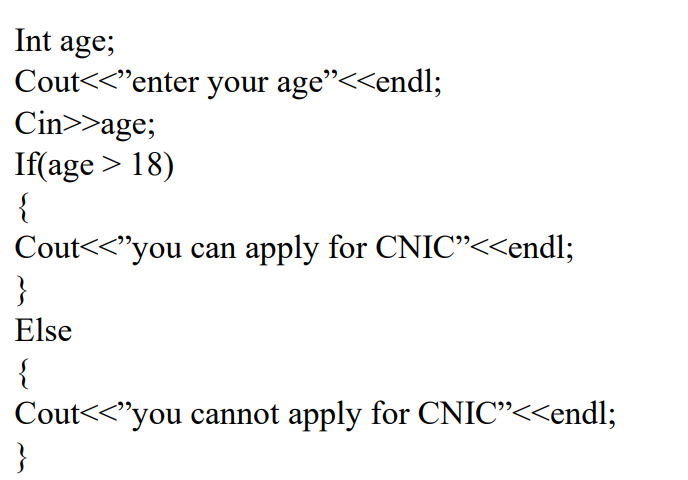 Int age;
Cout<<”enter your age”<<endl;
Cin>>age;
If(age > 18)
{
Cout<<”you can apply for CNIC”<<endl;
}
Else
{
Cout<<”you cannot apply for CNIC”<<endl;
}